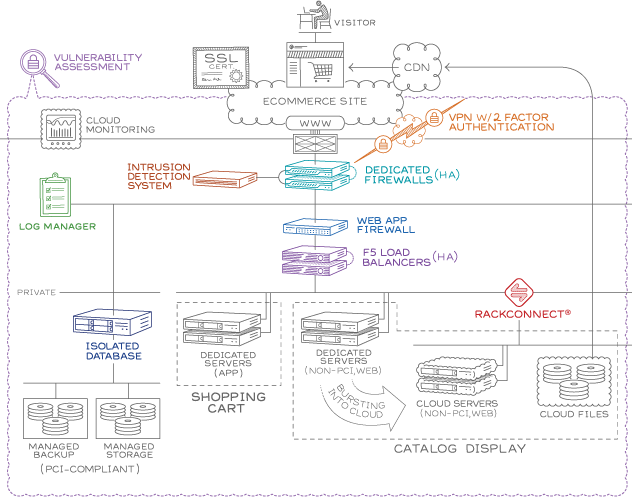 VISITOR
VULNERABILITY
ASSESSMENT
SSL
CERT
CDN
ECOMMERCE SITE
WWW
CLOUD
MONITORING
VPN W/2 FACTOR
AUTHENTICATION
INTRUSION
DETECTION
SYSTEM
DEDICATED
FIREWALLS (HA)
LOG MANAGER
WEB APP
FIREWALL
F5 LOAD
BALANCERS (HA)
PRIVATE
RACKCONNECT®
ISOLATED
DATABASE
DEDICATED
SERVERS
(APP)
DEDICATED
SERVERS
(NON-PCI,WEB)
SHOPPING
CART
BURSTING
INTO CLOUD
CLOUD SERVERS
(NON-PCI,WEB)
CLOUD FILES
MANAGED
BACKUP
MANAGED
STORAGE
(PCI-COMPLIANT)
CATALOG DISPLAY